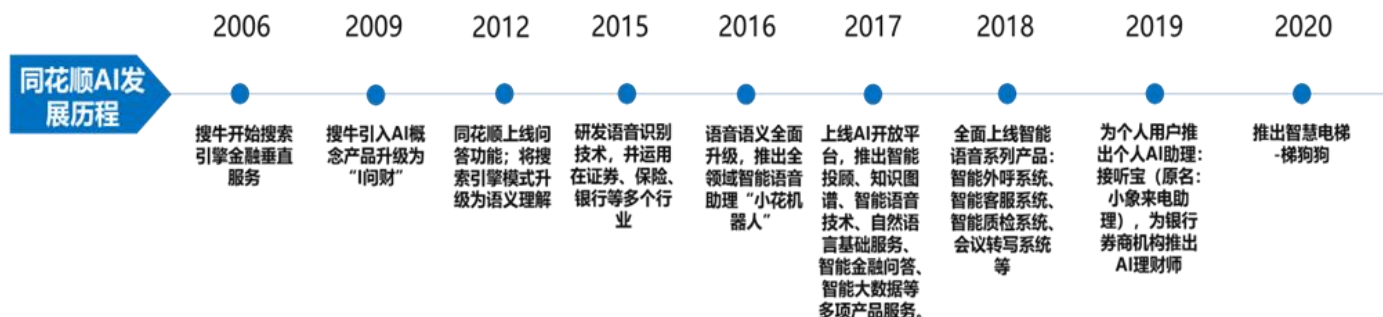 2006
2009
2012
2015
2016
2017
2018
2019
2020
同花顺AI发
展历程
搜牛开始搜索
引擎金融垂直
服务
搜牛引入AI概
念产品升级为
“I问财”
同花顺上线问
答功能；将搜
索引擎模式升
级为语义理解
研发语音识别
技术，并运用
在证券、保险、
银行等多个行
业
语音语义全面
升级，推出全
领域智能语音
助理“小花机
器人”
上线AI开放平
台，推出智能
投顾、知识图
谱、智能语音
技术、自然语
言基础服务、
智能金融问答、
智能大数据等
多项产品服务。
全面上线智能
语音系列产品：
智能外呼系统、
智能客服系统、
智能质检系统、
会议转写系统
等
为个人用户推
出个人AI助理：
接听宝（原名：
小象来电助
理），为银行
券商机构推出
AI理财师
推出智慧电梯
-梯狗狗